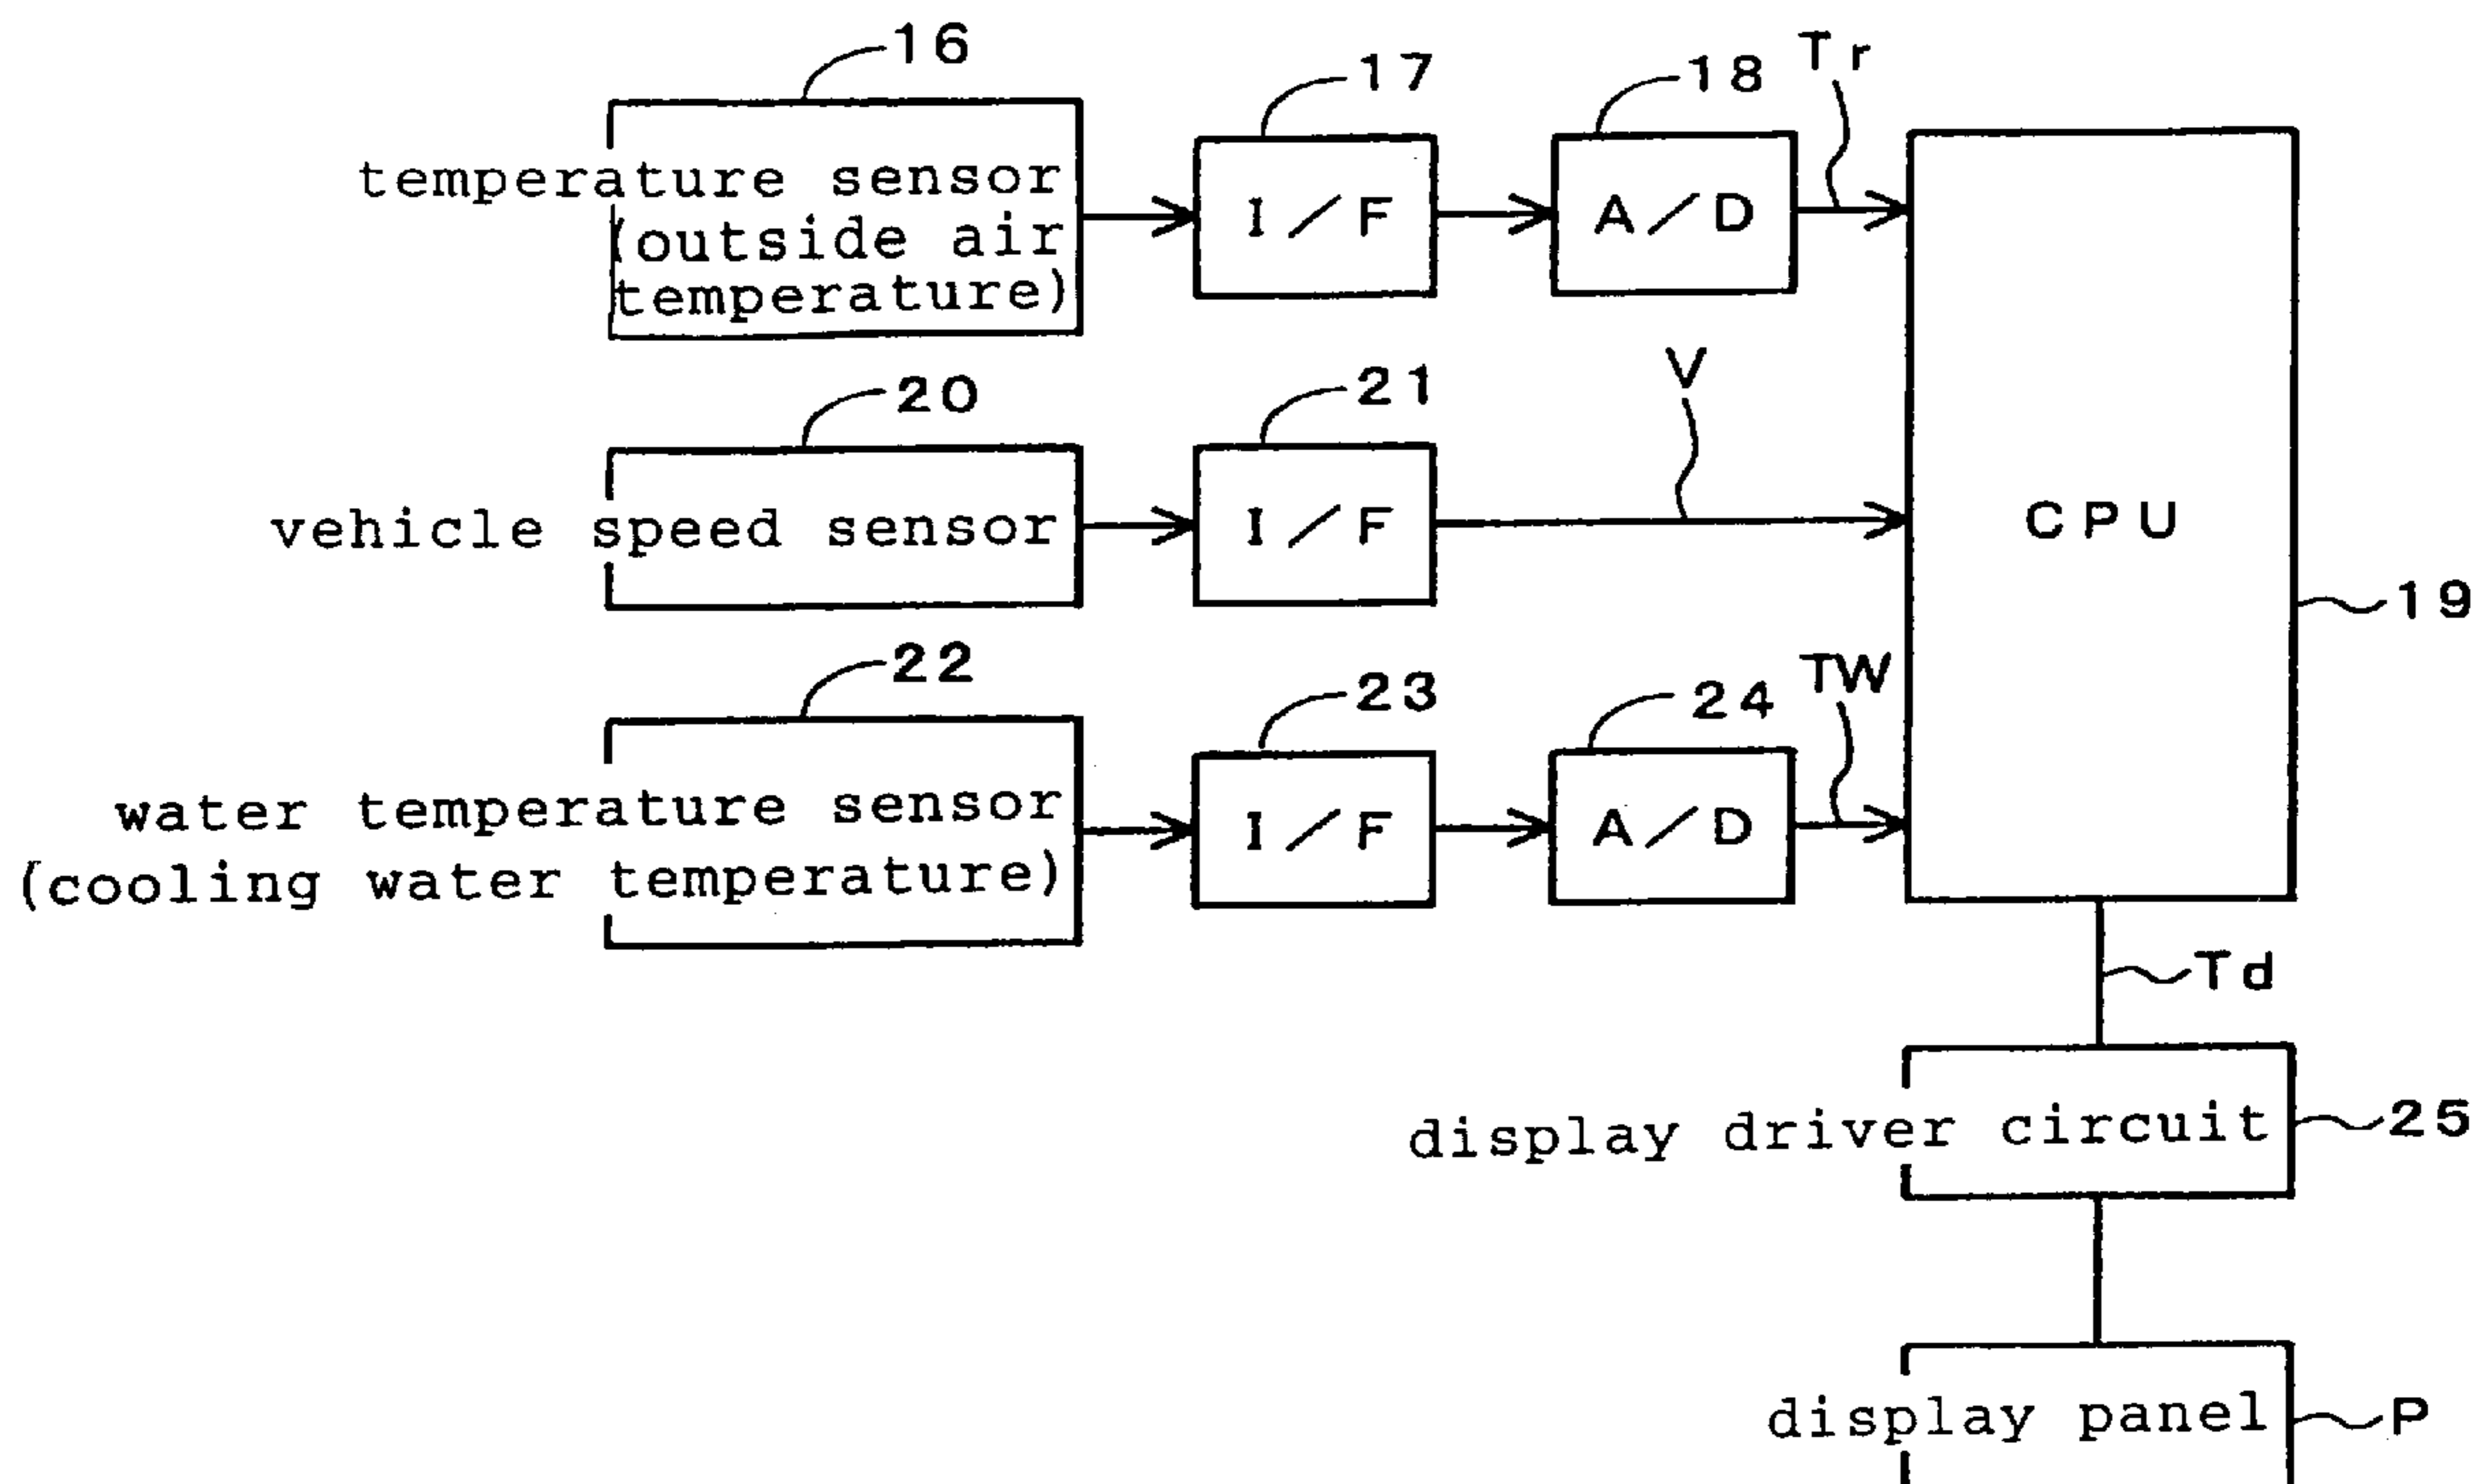 16
17
18
Tr
temperature sensor
(outside air
temperature)
I/F
A/D
20
21
V
vehicle speed sensor
I/F
CPU
19
22
23
24
TW
water temperature sensor
(cooling water temperature)
I/F
A/D
Td
display driver circuit
25
display panel
P